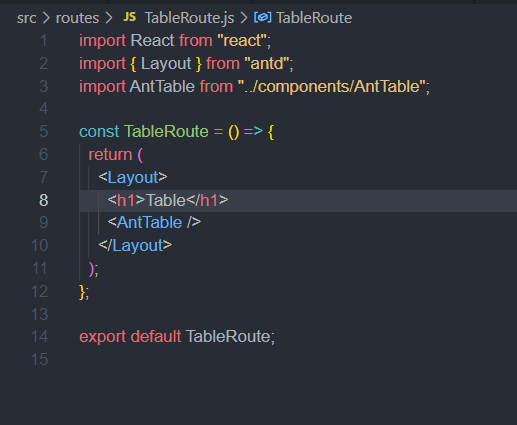 src > routes > JS TableRoute.js > TableRoute
1 import React from "react";
2 import { Layout } from "antd";
3 import AntTable from "../components/AntTable";
4
5 const TableRoute = () => {
6 return (
7 <Layout>
8 <h1>Table</h1>
9 <AntTable />
10 </Layout>
11 );
12 };
13
14 export default TableRoute;
15